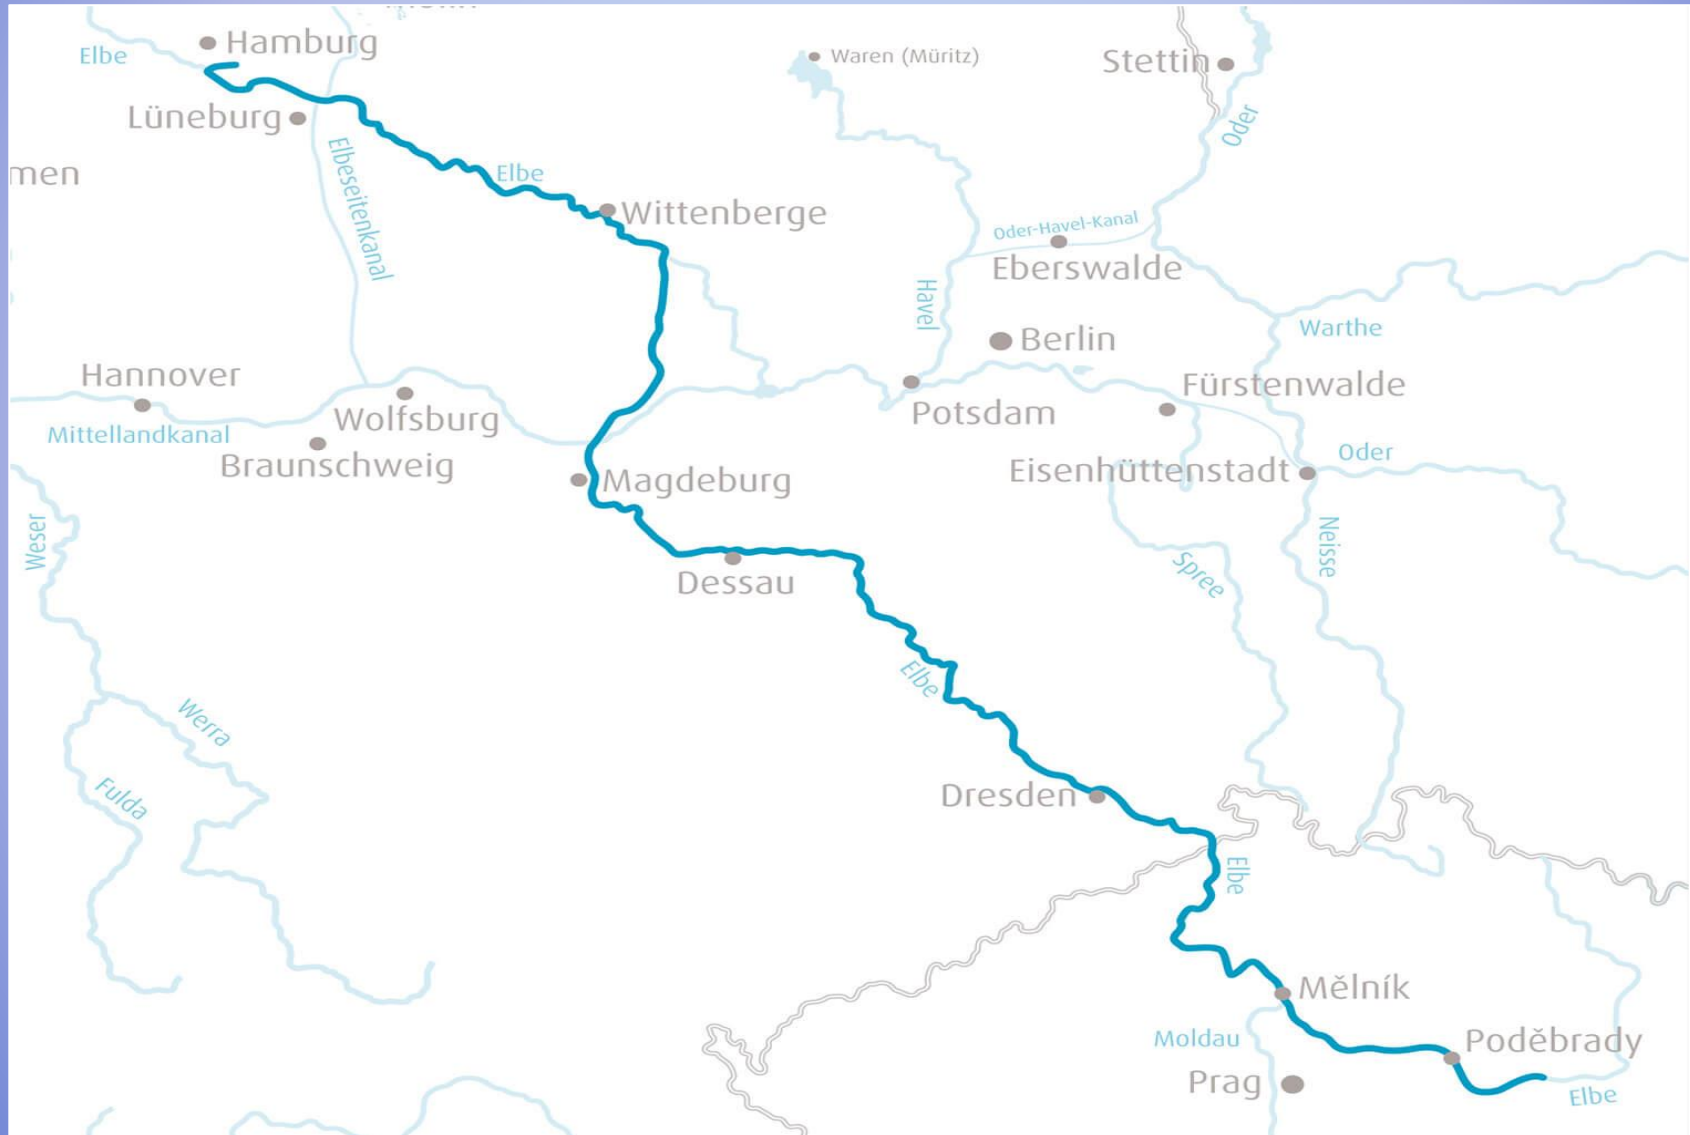 Elbe
Hamburg
Waren (Müritz)
Stettin
Lüneburg
Oder
men
Elbeseitenkanal
Elbe
Wittenberge
Oder-Havel-Kanal
Eberswalde
Havel
Berlin
Warthe
Hannover
Fürstenwalde
Wolfsburg
Potsdam
Mittellandkanal
Braunschweig
Oder
Eisenhüttenstadt
Magdeburg
Weser
Neisse
Dessau
Spree
Elbe
Werra
Fulda
Dresden
Elbe
Mělník
Moldau
Poděbrady
Prag
Elbe